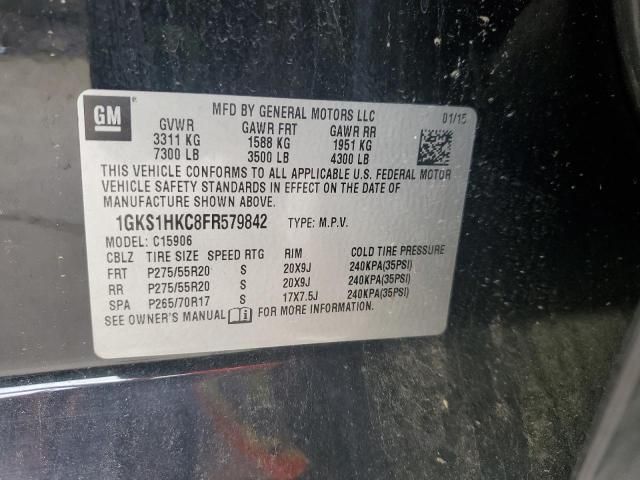 GM
MFD BY GENERAL MOTORS LLC 01/15
GVWR GAWR FRT GAWR RR
3311 KG 1588 KG 1951 KG
7300 LB 3500 LB 4300 LB
THIS VEHICLE CONFORMS TO ALL APPLICABLE U.S. FEDERAL MOTOR
VEHICLE SAFETY STANDARDS IN EFFECT ON THE DATE OF
MANUFACTURE SHOWN ABOVE.
1GKS1HKC8FR579842 TYPE: M.P.V.
MODEL: C15906
CBLZ TIRE SIZE SPEED RTG RIM COLD TIRE PRESSURE
FRT P275/55R20 S 20X9J 240KPA(35PSI)
RR P275/55R20 S 20X9J 240KPA(35PSI)
SPA P265/70R17 S 17X7.5J 240KPA(35PSI)
SEE OWNER'S MANUAL FOR MORE INFORMATION.